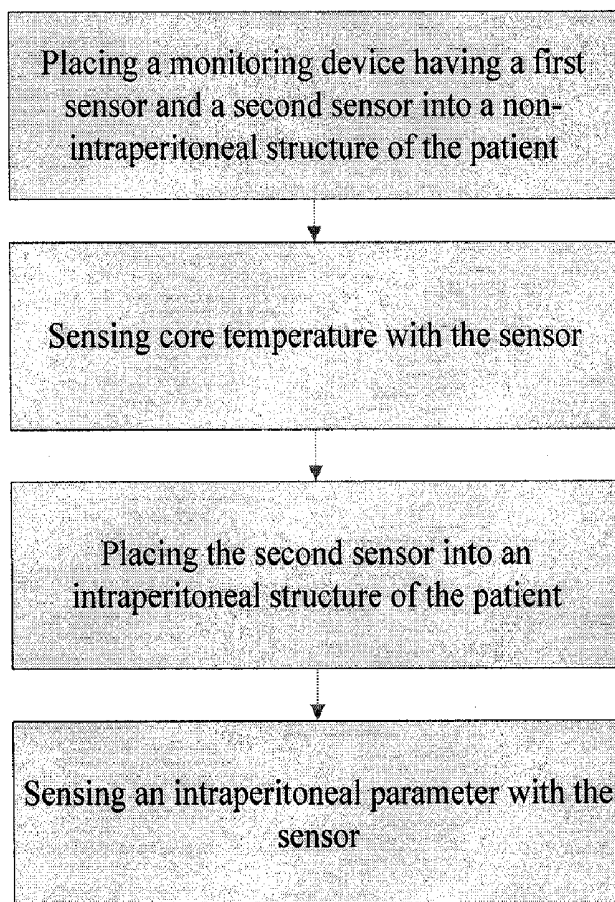 Placing a monitoring device having a first
sensor and a second sensor into a non-
intraperitoneal structure of the patient
Sensing core temperature with the sensor
Placing the second sensor into an
intraperitoneal structure of the patient
Sensing an intraperitoneal parameter with the
sensor